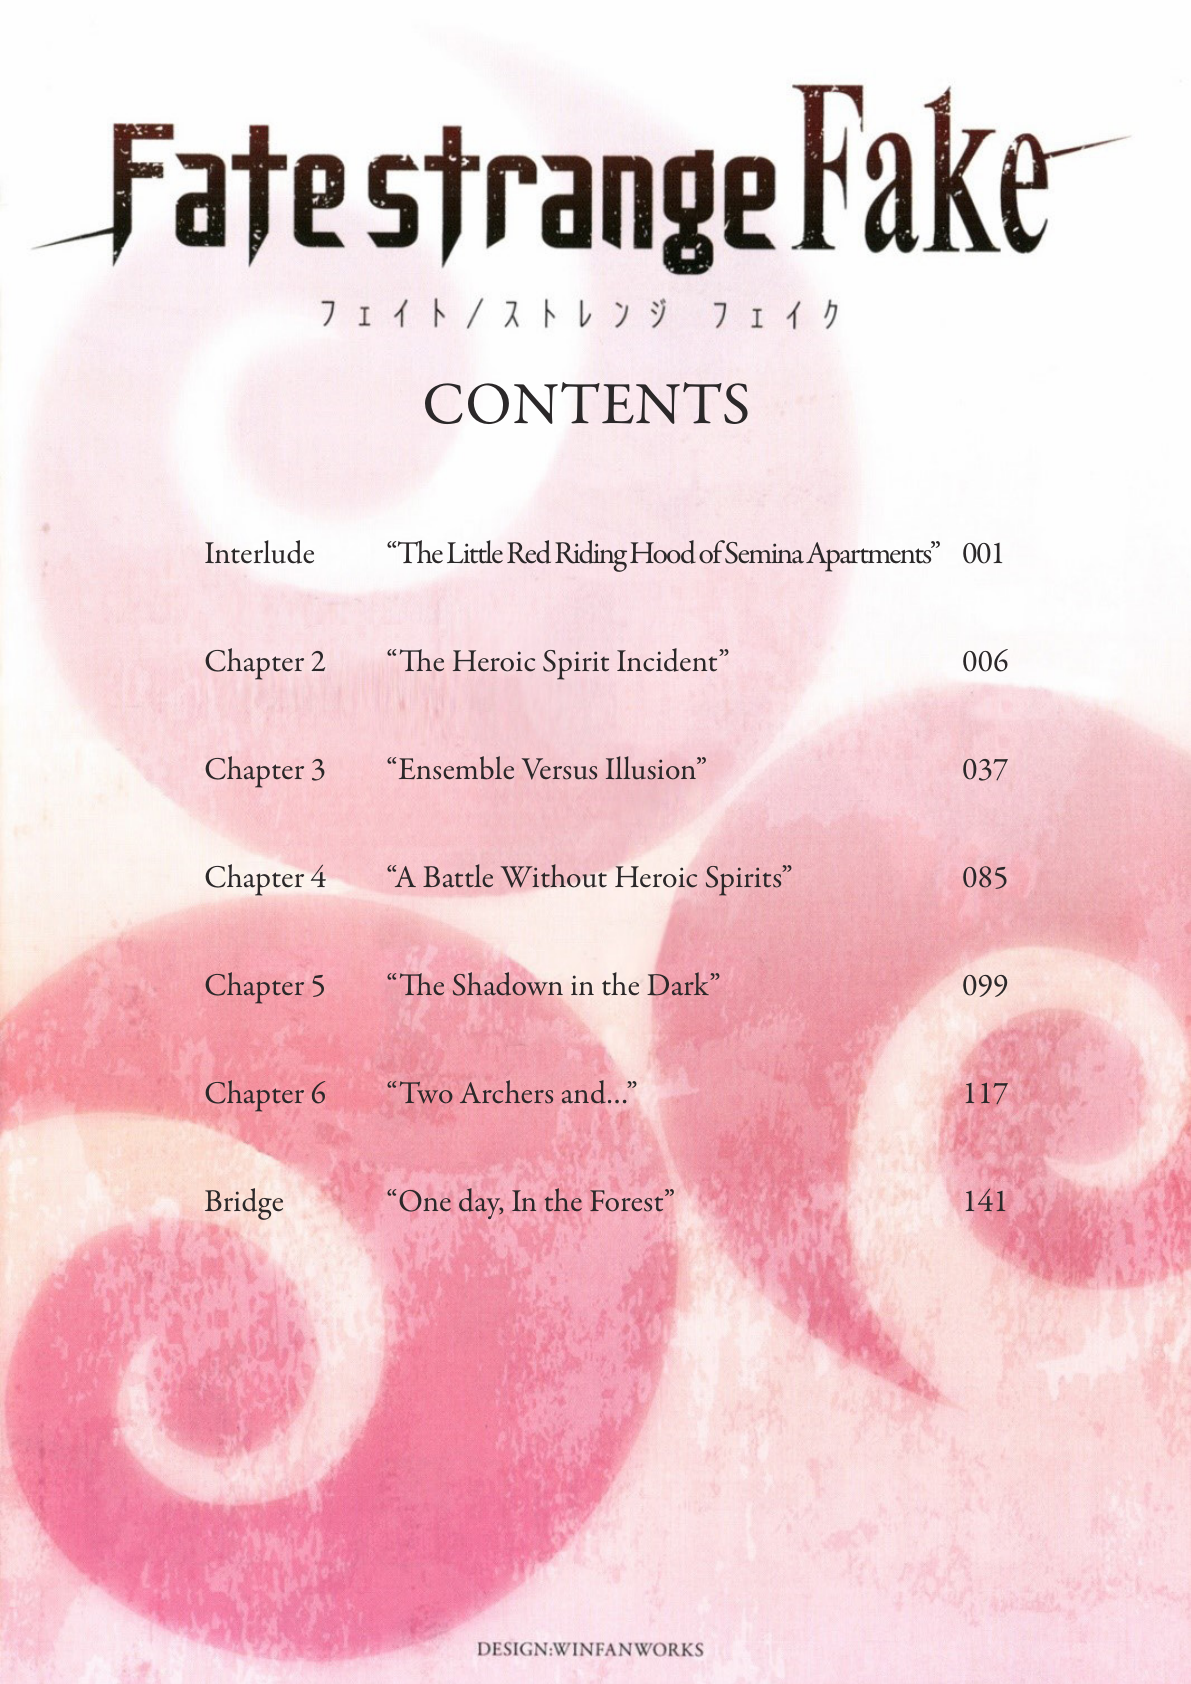 Fate strange Fake
フェイト/ストレンジ フェイク
CONTENTS
Interlude “The Little Red Riding Hood of Semina Apartments” 001
Chapter 2 “The Heroic Spirit Incident” 006
Chapter 3 “Ensemble Versus Illusion” 037
Chapter 4 “A Battle Without Heroic Spirits” 085
Chapter 5 “The Shadown in the Dark” 099
Chapter 6 “Two Archers and...” 117
Bridge “One day, In the Forest” 141
DESIGN:WINFANWORKS